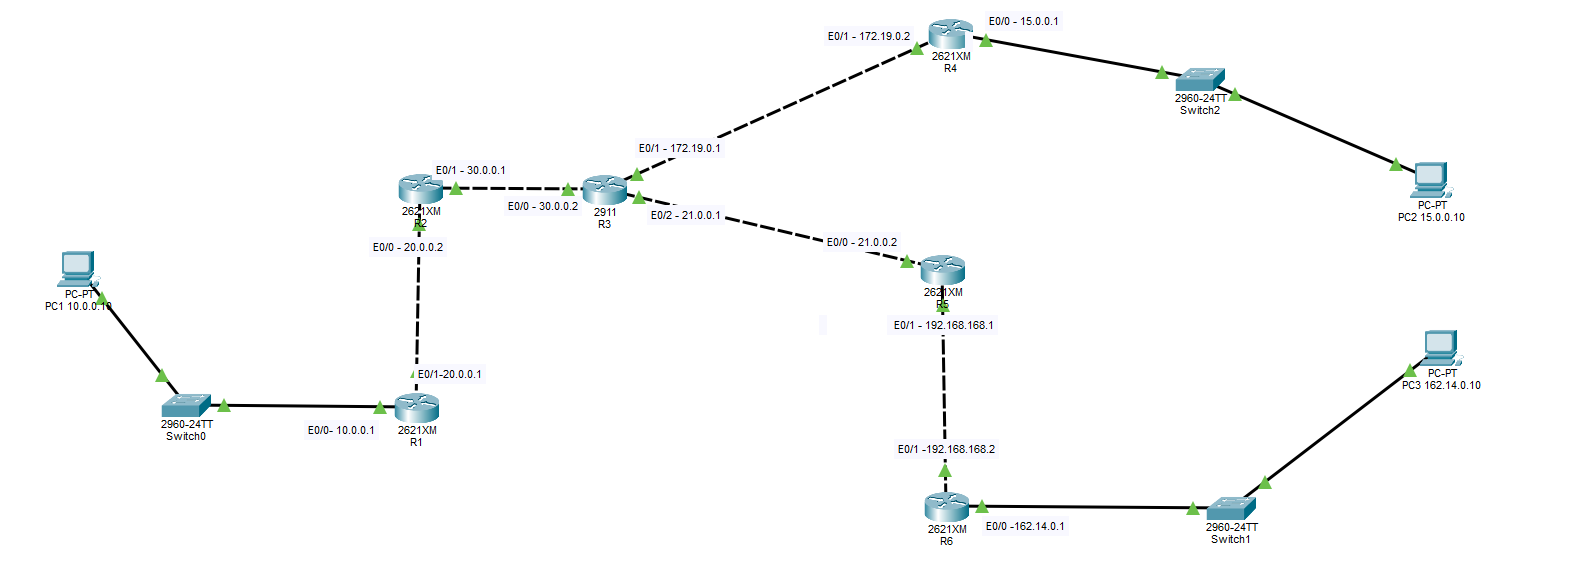 E0/0 - 15.0.0.1
E0/1 - 172.19.0.2
2621XM
R4
2960-24TT
Switch2
E0/1 - 172.19.0.1
E0/1 - 30.0.0.1
PC-PT
PC2 15.0.0.10
2621XM
R2
E0/0 - 30.0.0.2
2911
R3
E0/2 - 21.0.0.1
E0/0 - 20.0.0.2
E0/0 - 21.0.0.2
PC-PT
PC1 10.0.0.10
2621XM
R5
E0/1 - 192.168.168.1
E0/1-20.0.0.1
PC-PT
PC3 162.14.0.10
2960-24TT
Switch0
E0/0- 10.0.0.1
2621XM
R1
E0/1 -192.168.168.2
2621XM
R6
E0/0 -162.14.0.1
2960-24TT
Switch1